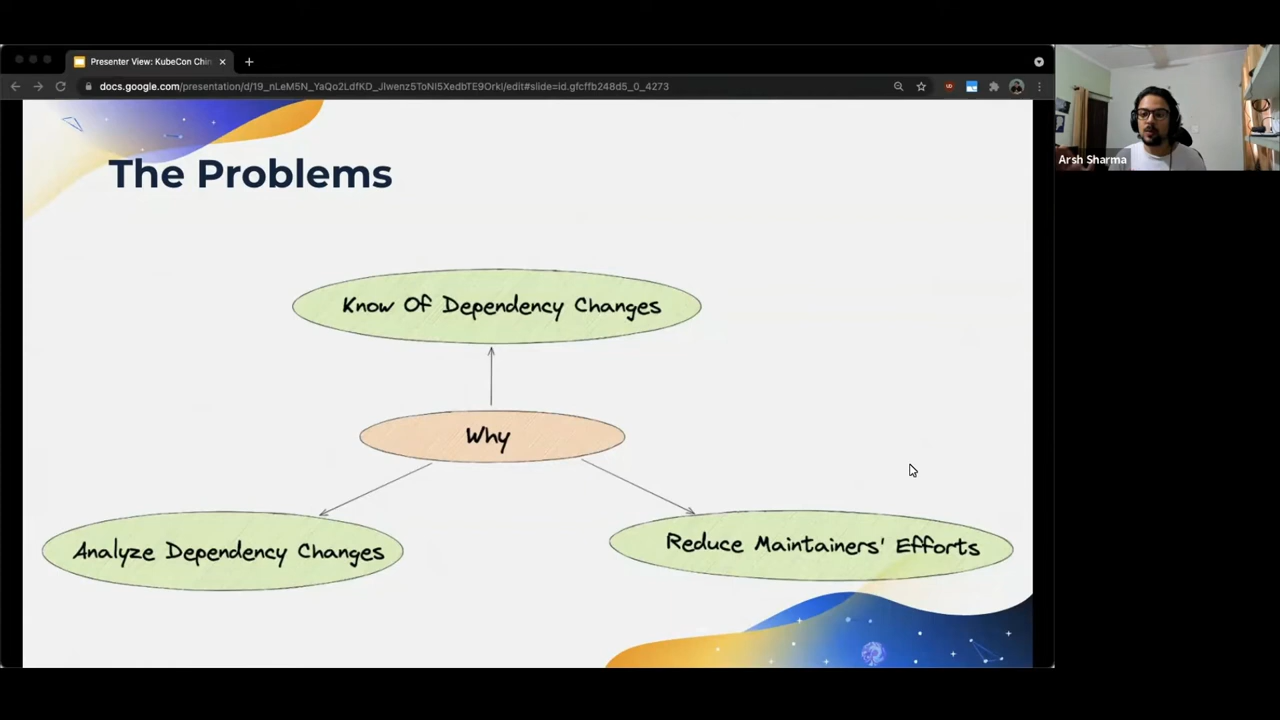 Presenter View: KubeCon Chin
docs.google.com/presentation/d/19_nLeM5N_YaQo2LdfKD_JIwenz5ToNI5XedbTE9OrkI/edit#slide=id.gfcffb248d5_0_4273
Arsh Sharma
The Problems
Know Of Dependency Changes
Why
Analyze Dependency Changes
Reduce Maintainers' Efforts